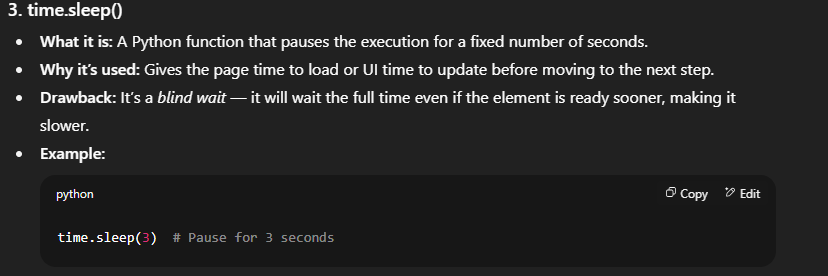 3. time.sleep()
• What it is: A Python function that pauses the execution for a fixed number of seconds.
• Why it’s used: Gives the page time to load or UI time to update before moving to the next step.
• Drawback: It’s a blind wait — it will wait the full time even if the element is ready sooner, making it
slower.
• Example:
python
Copy
Edit
time.sleep(3)  # Pause for 3 seconds